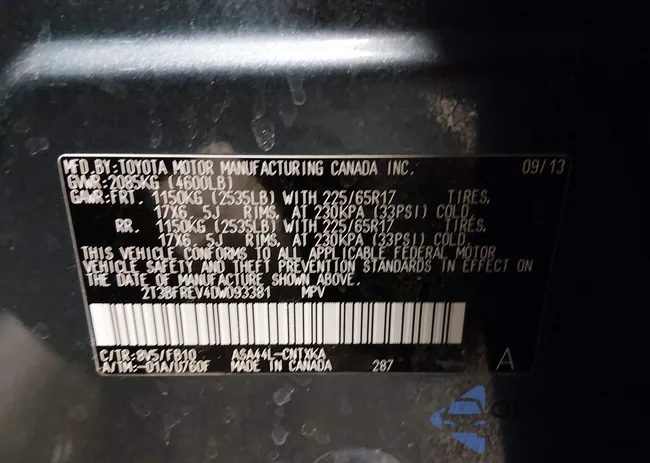 MFD.BY:TOYOTA MOTOR MANUFACTURING CANADA INC. 09/13
GVWR:2085KG (4600LB)
GAWR:FRT. 1150KG (2535LB) WITH 225/65R17 TIRES,
17X6.5J RIMS, AT 230KPA (33PSI) COLD.
RR. 1150KG (2535LB) WITH 225/65R17 TIRES,
17X6.5J RIMS, AT 230KPA (33PSI) COLD.
THIS VEHICLE CONFORMS TO ALL APPLICABLE FEDERAL MOTOR
VEHICLE SAFETY AND THEFT PREVENTION STANDARDS IN EFFECT ON
THE DATE OF MANUFACTURE SHOWN ABOVE.
2T3BFREV4DW093381 MPV
C/TR:8V5/FB10 ASA44L-CNTXKA
A/TM:-01A/U760F MADE IN CANADA 287 A